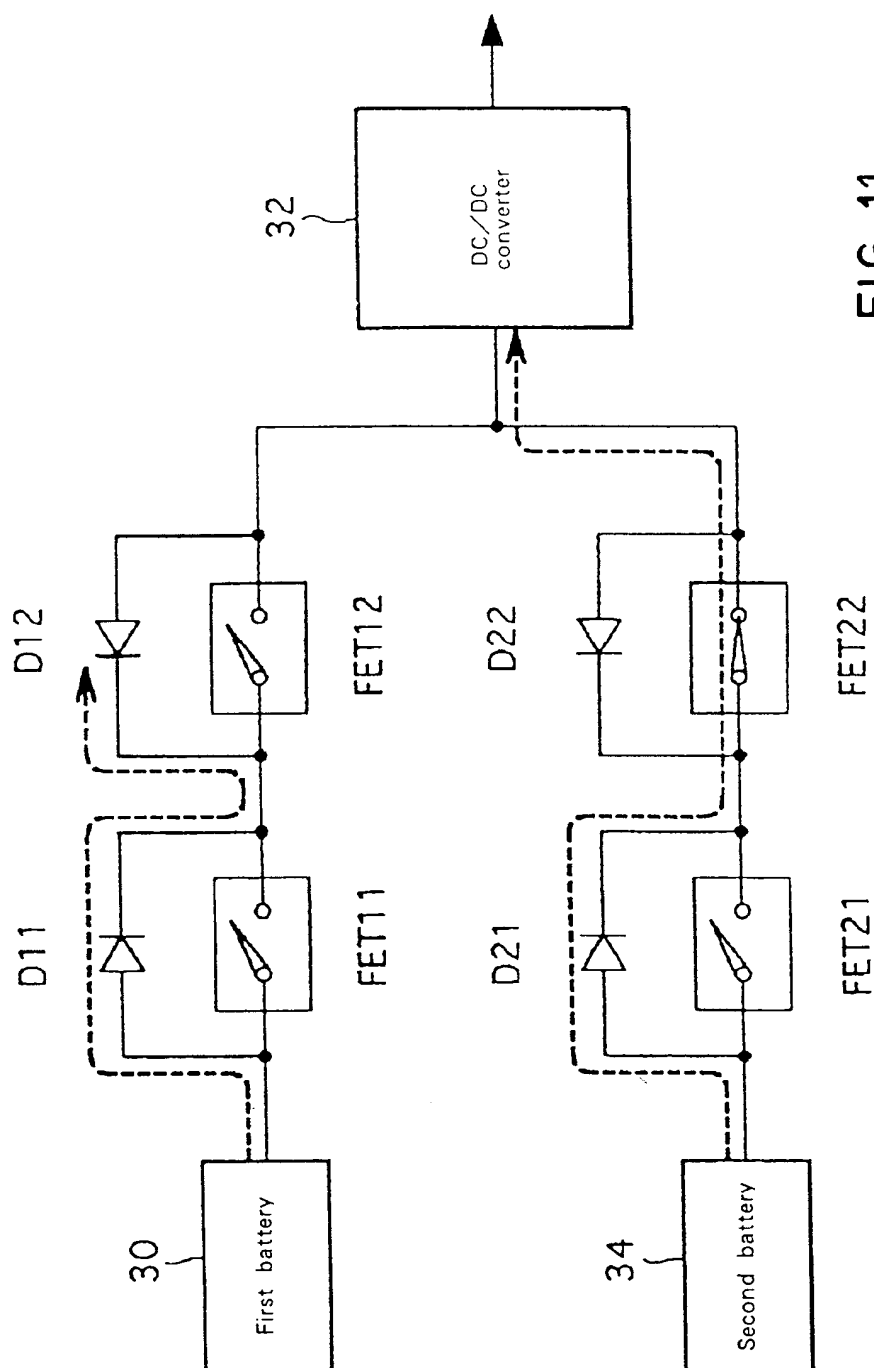 32
DC/DC
converter
D12
FET12
D22
FET22
D11
FET11
D21
FET21
30
First battery
34
Second battery
FIG. 11